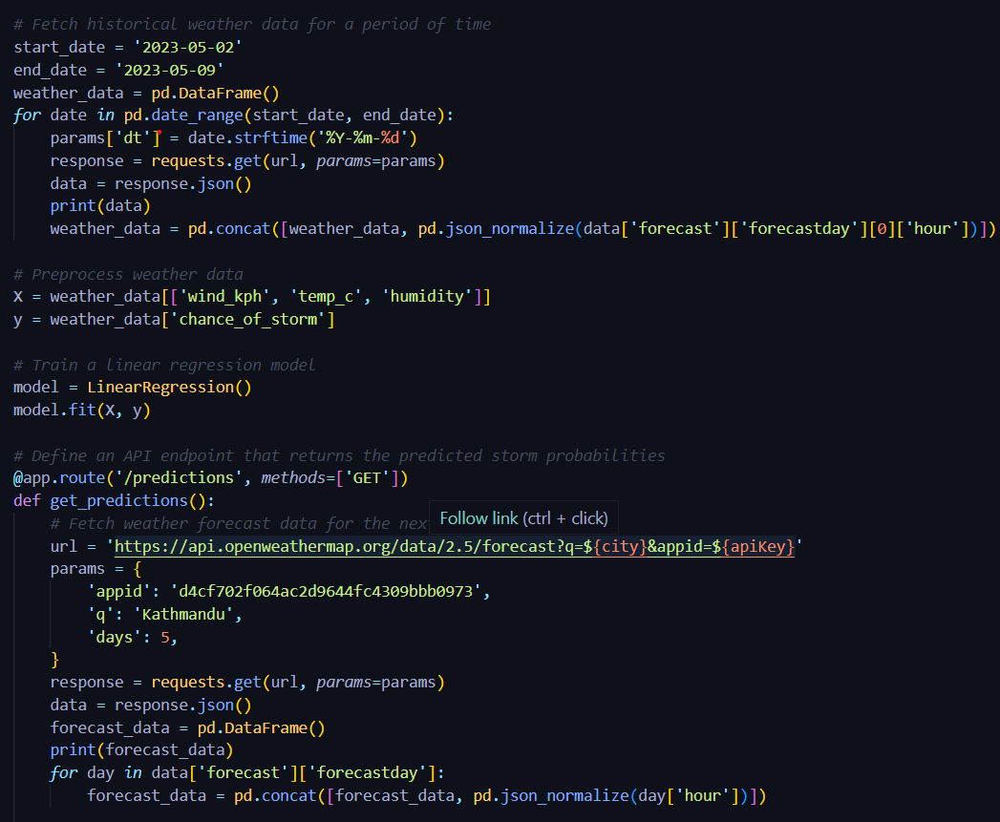 # Fetch historical weather data for a period of time
start_date = '2023-05-02'
end_date = '2023-05-09'
weather_data = pd.DataFrame()
for date in pd.date_range(start_date, end_date):
    params['dt'] = date.strftime('%Y-%m-%d')
    response = requests.get(url, params=params)
    data = response.json()
    print(data)
    weather_data = pd.concat([weather_data, pd.json_normalize(data['forecast']['forecastday'][0]['hour'])])

# Preprocess weather data
X = weather_data[['wind_kph', 'temp_c', 'humidity']]
y = weather_data['chance_of_storm']

# Train a linear regression model
model = LinearRegression()
model.fit(X, y)

# Define an API endpoint that returns the predicted storm probabilities
@app.route('/predictions', methods=['GET'])
def get_predictions():
    # Fetch weather forecast data for the nex
Follow link (ctrl + click)
    url = 'https://api.openweathermap.org/data/2.5/forecast?q=${city}&appid=${apiKey}'
    params = {
        'appid': 'd4cf702f064ac2d9644fc4309bbb0973',
        'q': 'Kathmandu',
        'days': 5,
    }
    response = requests.get(url, params=params)
    data = response.json()
    forecast_data = pd.DataFrame()
    print(forecast_data)
    for day in data['forecast']['forecastday']:
        forecast_data = pd.concat([forecast_data, pd.json_normalize(day['hour'])])